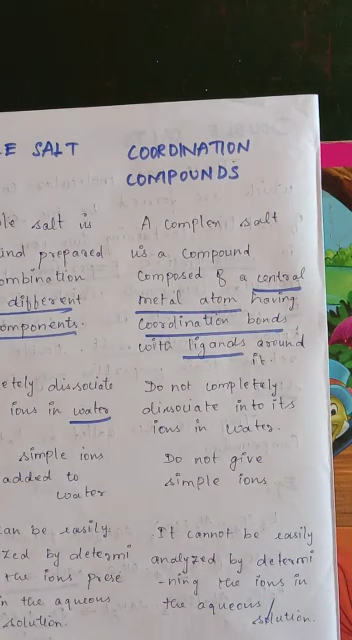 E SALT
le salt is
und prepared
ombination
different
omponents.
etely dissociate
ions in water
simple ions
added to
water
can be easily
zed by determi
the ions prese
n the aqueous
solution.
COORDINATION
COMPOUNDS
A complex salt
is a compound
composed of a central
metal atom having
coordination bonds
with ligands around
it.
Do not completely
dissociate into its
ions in water.
Do not give
simple ions
It cannot be easily
analyzed by determi
-ning the ions in
the aqueous
solution.